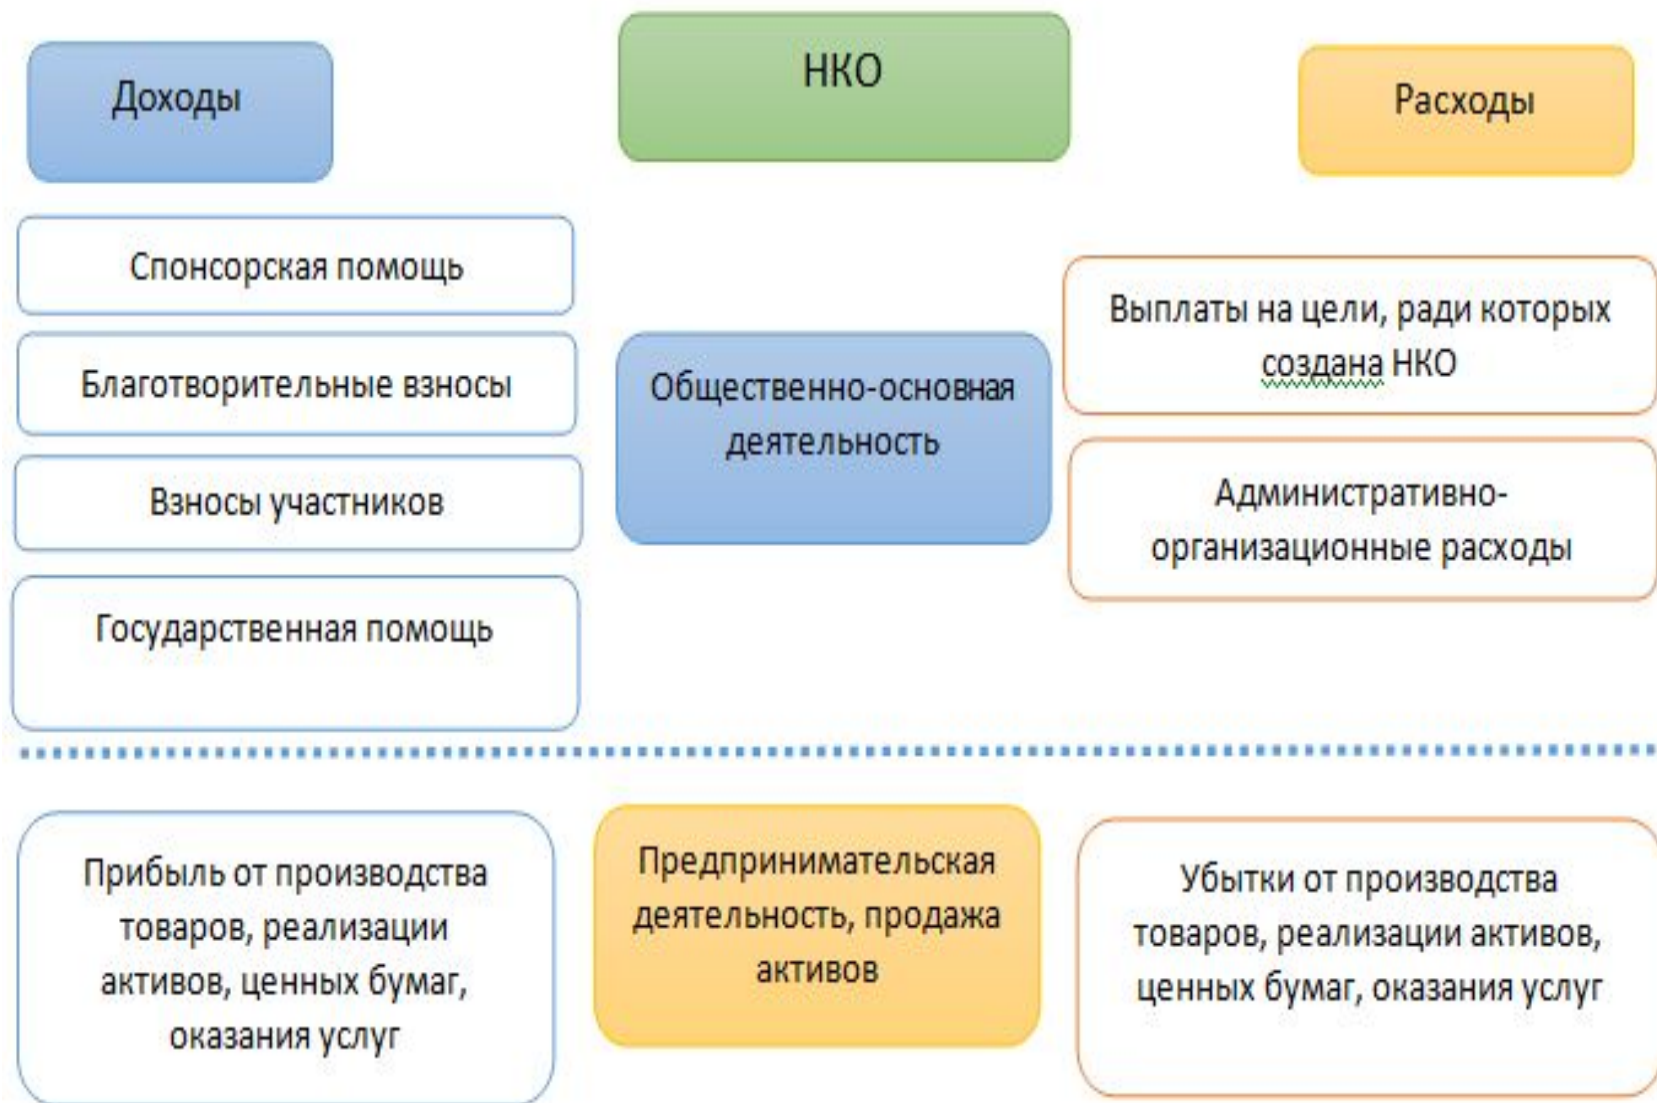 Доходы
НКО
Расходы
Спонсорская помощь
Благотворительные взносы
Взносы участников
Государственная помощь
Общественно-основная
деятельность
Выплаты на цели, ради которых
создана НКО
Административно-
организационные расходы
Прибыль от производства
товаров, реализации
активов, ценных бумаг,
оказания услуг
Предпринимательская
деятельность, продажа
активов
Убытки от производства
товаров, реализации активов,
ценных бумаг, оказания услуг